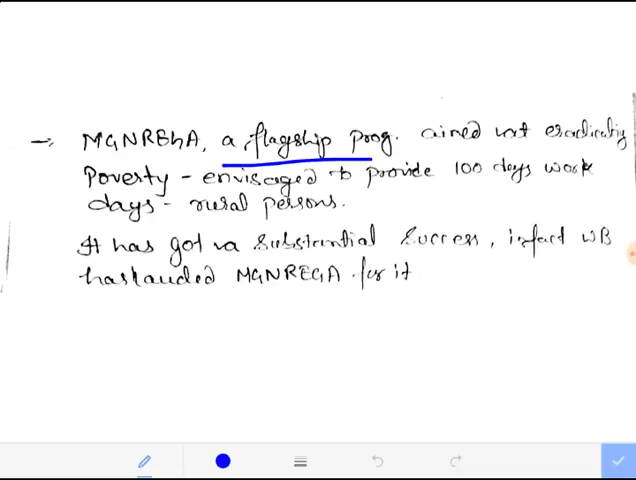 → MGNREGA, a flagship prog. aimed at eradicating
Poverty - envisaged to provide 100 days work
days - rural persons.
It has got a substantial success, infact WB
has lauded MGNREGA for it